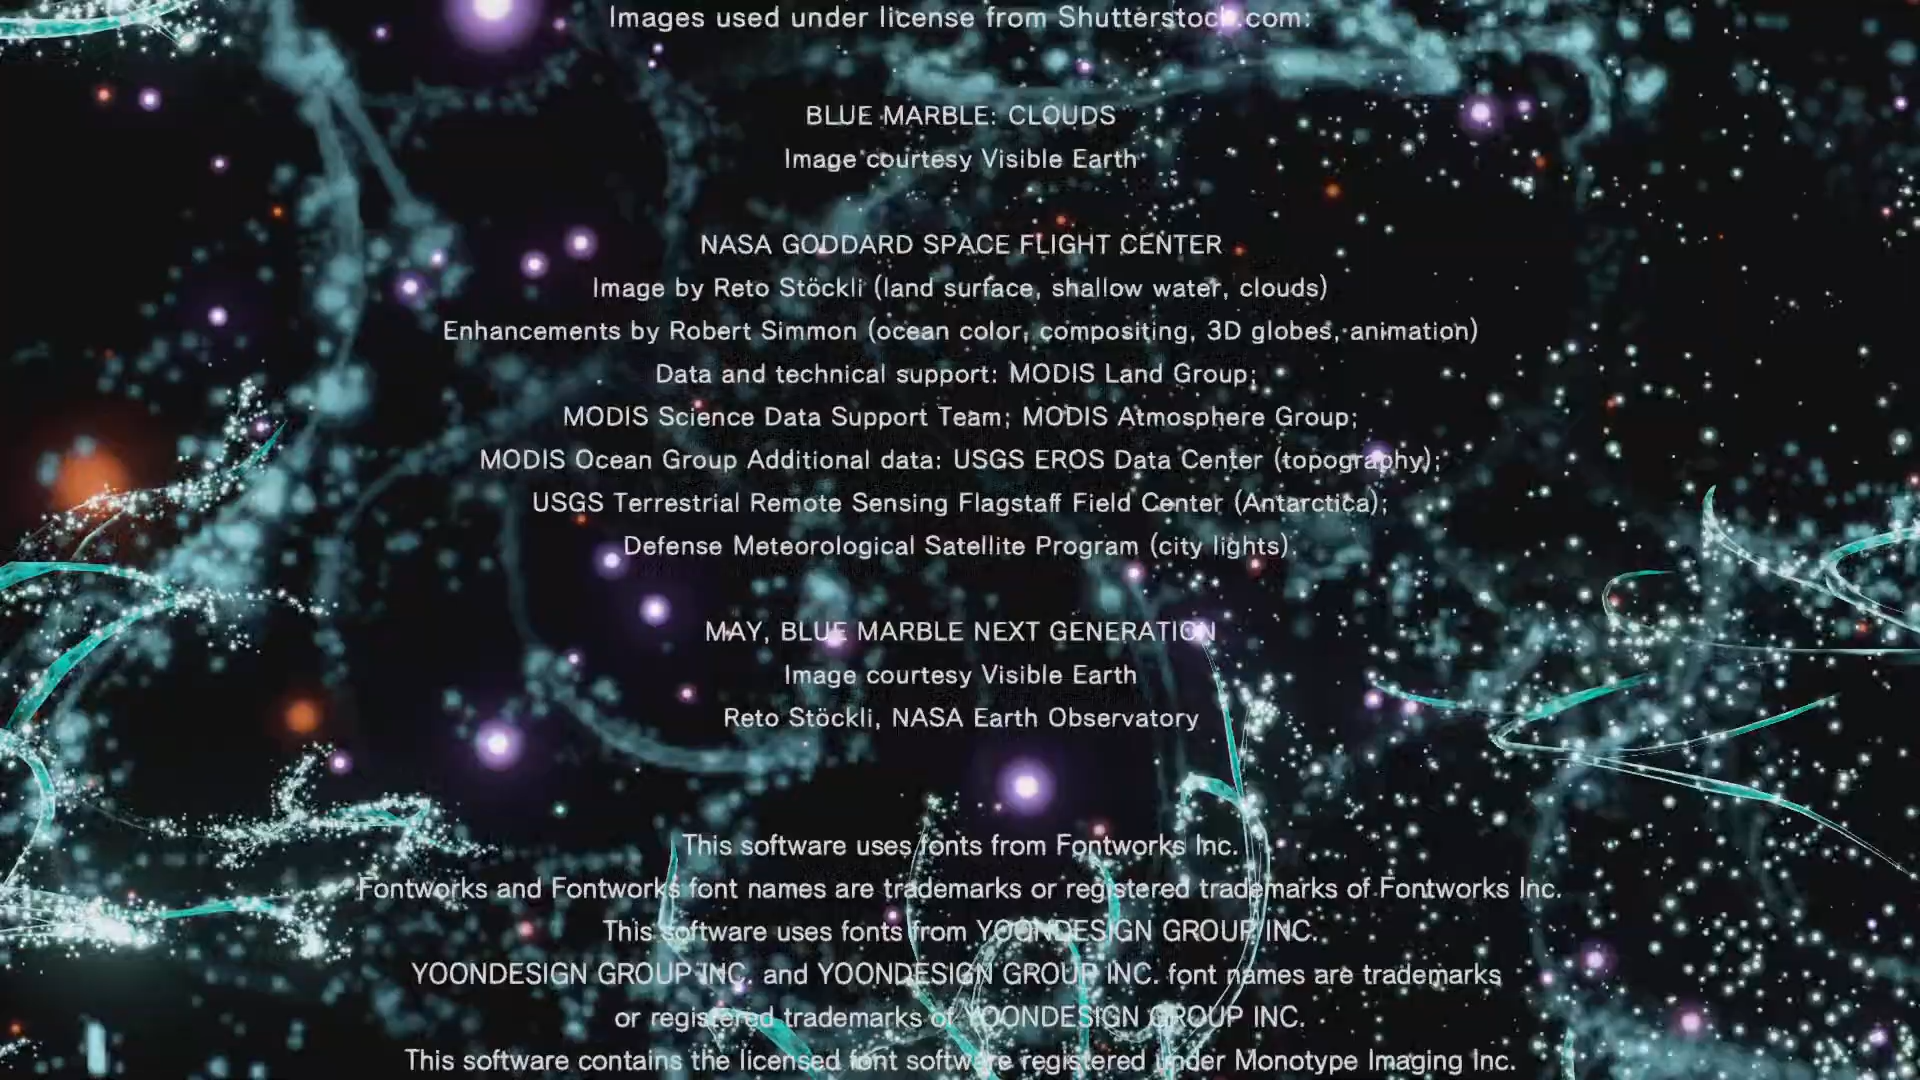 Images used under license from Shutterstock.com:
BLUE MARBLE: CLOUDS
Image courtesy Visible Earth
NASA GODDARD SPACE FLIGHT CENTER
Image by Reto Stöckli (land surface, shallow water, clouds)
Enhancements by Robert Simmon (ocean color, compositing, 3D globes, animation)
Data and technical support: MODIS Land Group;
MODIS Science Data Support Team; MODIS Atmosphere Group;
MODIS Ocean Group Additional data: USGS EROS Data Center (topography);
USGS Terrestrial Remote Sensing Flagstaff Field Center (Antarctica);
Defense Meteorological Satellite Program (city lights).
MAY, BLUE MARBLE NEXT GENERATION
Image courtesy Visible Earth
Reto Stöckli, NASA Earth Observatory
This software uses fonts from Fontworks Inc.
Fontworks and Fontworks font names are trademarks or registered trademarks of Fontworks Inc.
This software uses fonts from YOONDESIGN GROUP INC.
YOONDESIGN GROUP INC. and YOONDESIGN GROUP INC. font names are trademarks
or registered trademarks of YOONDESIGN GROUP INC.
This software contains the licensed font software registered under Monotype Imaging Inc.